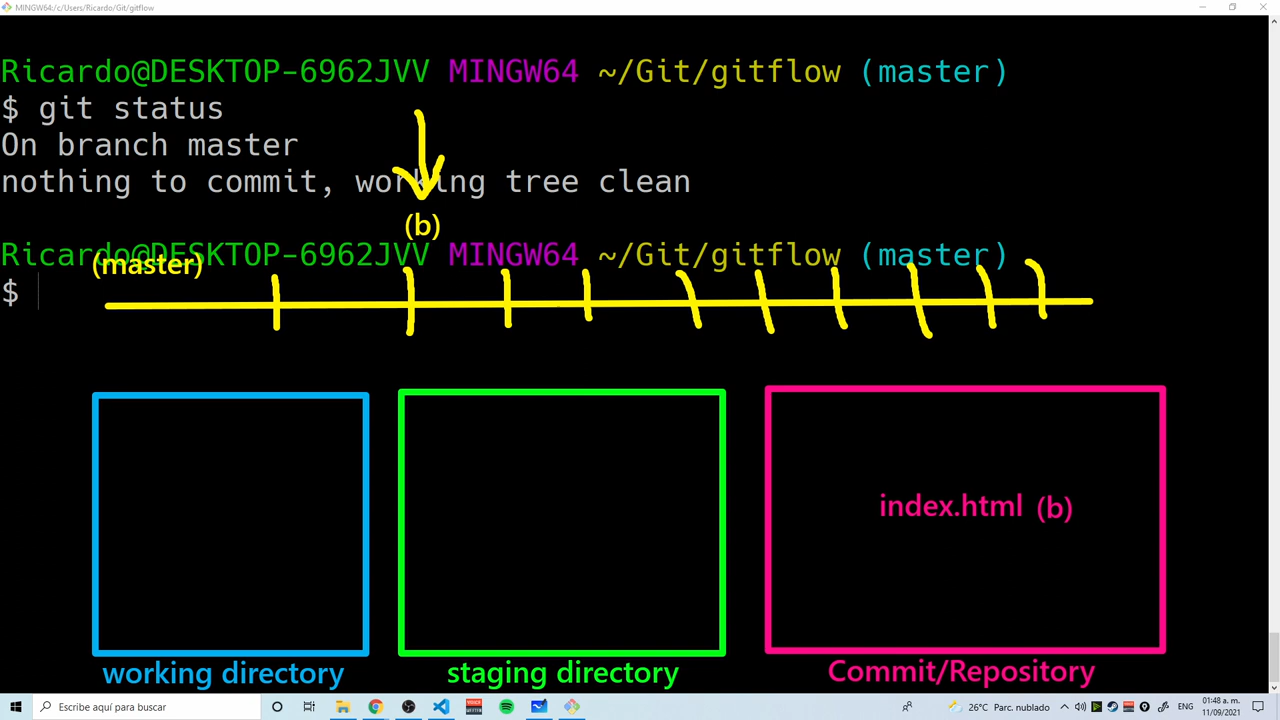 MINGW64:/c/Users/Ricardo/Git/gitflow
Ricardo@DESKTOP-6962JVV MINGW64 ~/Git/gitflow (master)
$ git status
On branch master
nothing to commit, working tree clean
(b)
Ricardo@DESKTOP-6962JVV MINGW64 ~/Git/gitflow (master)
(master)
$
index.html (b)
working directory
staging directory
Commit/Repository
Escribe aquí para buscar
26°C Parc. nublado
ENG
01:48 a. m.
11/09/2021